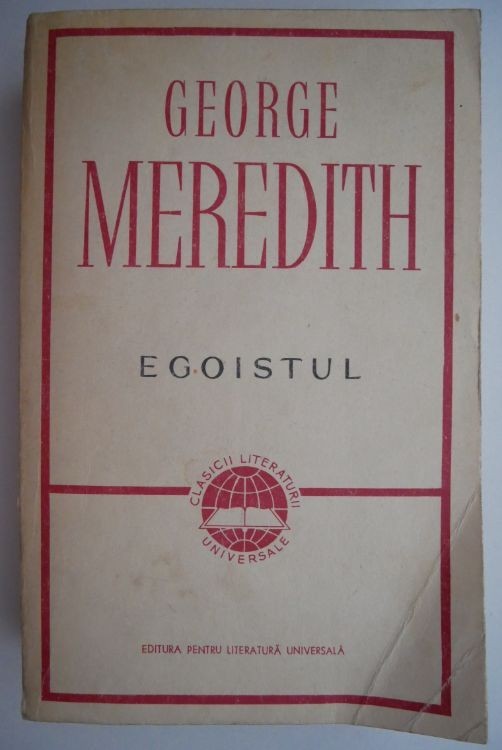 GEORGE
MEREDITH
EGOISTUL
CLASICII LITERATURII
UNIVERSALE
EDITURA PENTRU LITERATURĂ UNIVERSALĂ